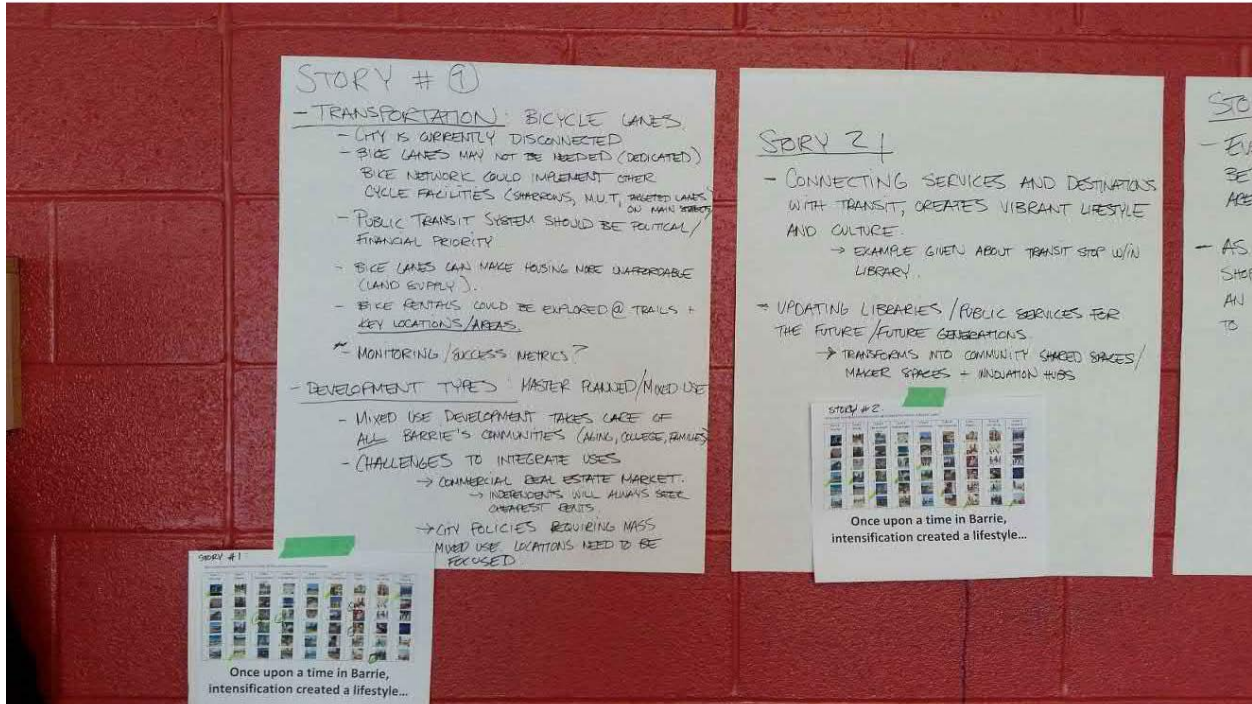 STORY # 1
- TRANSPORTATION: BICYCLE LANES
- CITY IS CURRENTLY DISCONNECTED
- BIKE LANES MAY NOT BE NEEDED (DEDICATED)
BIKE NETWORK COULD IMPLEMENT OTHER
CYCLE FACILITIES (SHARROWS, M.U.T, LANES
ON MAIN
- PUBLIC TRANSIT SYSTEM SHOULD BE POLITICAL/
FINANCIAL PRIORITY
- BIKE LANES CAN MAKE HOUSING MORE UNAFFORDABLE
(LAND SUPPLY).
- BIKE RENTALS COULD BE EXPLORED @ TRAILS +
KEY LOCATIONS/AREAS.
- MONITORING/SUCCESS METRICS?
- DEVELOPMENT TYPES: MASTER PLANNED/MIXED USE
- MIXED USE DEVELOPMENT TAKES CARE OF
ALL BARRIE'S COMMUNITIES (AGING, COLLEGE, FAMILIES)
- CHALLENGES TO INTEGRATE USES
→ COMMERCIAL REAL ESTATE MARKET.
→ INDEPENDENTS WILL ALWAYS SEEK
CHEAPEST RENTS.
→ CITY POLICIES REQUIRING MASS
MIXED USE LOCATIONS NEED TO BE
FOCUSED
STORY #1
Once upon a time in Barrie,
intensification created a lifestyle...
STORY 2
- CONNECTING SERVICES AND DESTINATIONS
WITH TRANSIT, CREATES VIBRANT LIFESTYLE
AND CULTURE.
→ EXAMPLE GIVEN ABOUT TRANSIT STOP W/IN
LIBRARY.
- UPDATING LIBRARIES/PUBLIC SERVICES FOR
THE FUTURE/FUTURE GENERATIONS.
→ TRANSFORMS INTO COMMUNITY SHARED SPACES/
MAKER SPACES + INNOVATION HUBS
STORY #2
Once upon a time in Barrie,
intensification created a lifestyle...
STO
- EV
BE
ARE
- AS
SHO
AN
TO